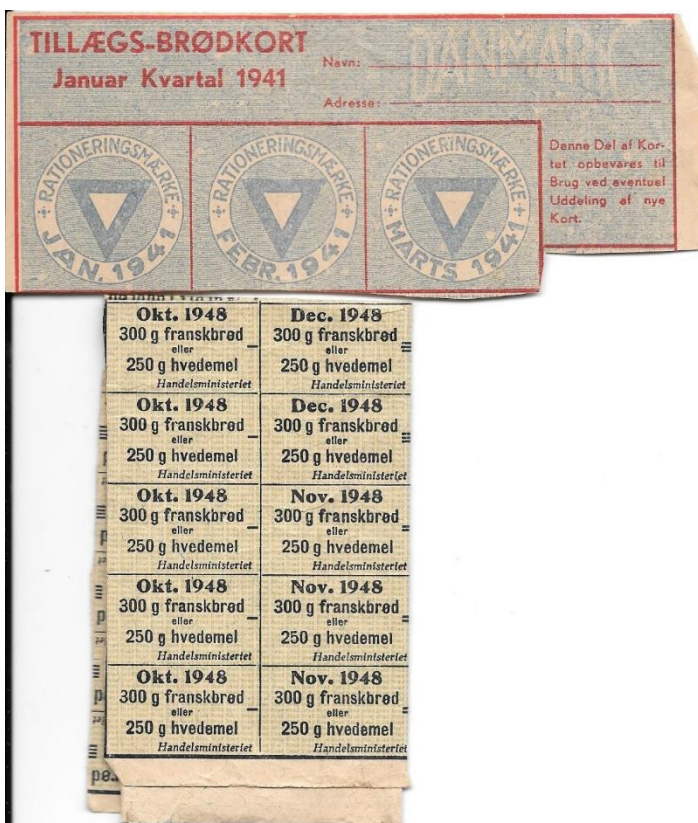 TILLÆGS-BRØDKORT
Januar Kvartal 1941
DANMARK
Navn:
Adresse:
RATIONERINGSMÆRKE
JAN. 1941
RATIONERINGSMÆRKE
FEBR. 1941
RATIONERINGSMÆRKE
MARTS 1941
Denne Del af Kor-
tet opbevares til
Brug ved eventuel
Uddeling af nye
Kort.
Okt. 1948
300 g franskbrød
eller
250 g hvedemel
Handelsministeriet
Dec. 1948
300 g franskbrød
eller
250 g hvedemel
Handelsministeriet
Okt. 1948
300 g franskbrød
eller
250 g hvedemel
Handelsministeriet
Dec. 1948
300 g franskbrød
eller
250 g hvedemel
Handelsministeriet
Okt. 1948
300 g franskbrød
eller
250 g hvedemel
Handelsministeriet
Nov. 1948
300 g franskbrød
eller
250 g hvedemel
Handelsministeriet
Okt. 1948
300 g franskbrød
eller
250 g hvedemel
Handelsministeriet
Nov. 1948
300 g franskbrød
eller
250 g hvedemel
Handelsministeriet
Okt. 1948
300 g franskbrød
eller
250 g hvedemel
Handelsministeriet
Nov. 1948
300 g franskbrød
eller
250 g hvedemel
Handelsministeriet